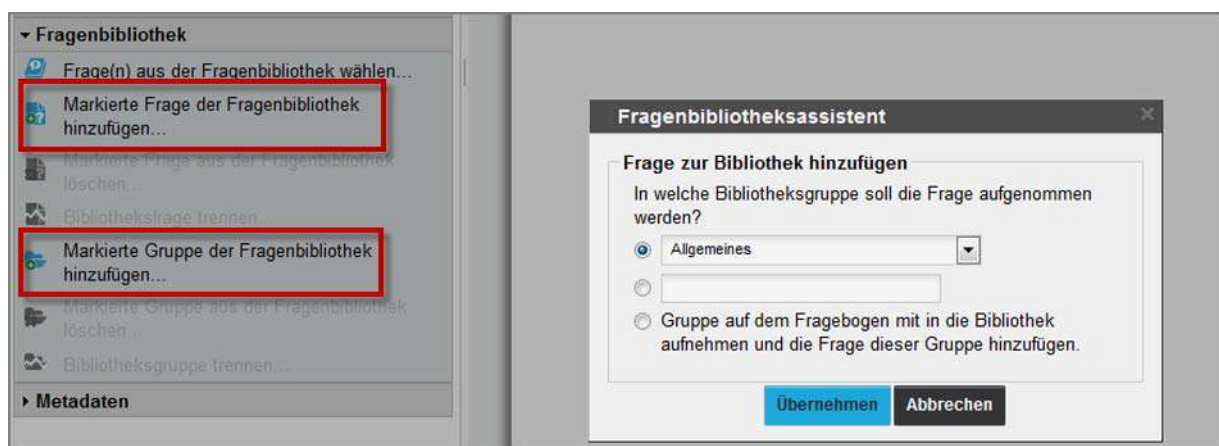 Fragenbibliothek
Frage(n) aus der Fragenbibliothek wählen...
Markierte Frage der Fragenbibliothek
hinzufügen...
Markierte Frage aus der Fragenbibliothek
löschen...
Bibliotheksfrage trennen...
Markierte Gruppe der Fragenbibliothek
hinzufügen...
Markierte Gruppe aus der Fragenbibliothek
löschen...
Bibliotheksgruppe trennen...
Metadaten
Fragenbibliotheksassistent
Frage zur Bibliothek hinzufügen
In welche Bibliotheksgruppe soll die Frage aufgenommen
werden?
Allgemeines
Gruppe auf dem Fragebogen mit in die Bibliothek
aufnehmen und die Frage dieser Gruppe hinzufügen.
Übernehmen Abbrechen